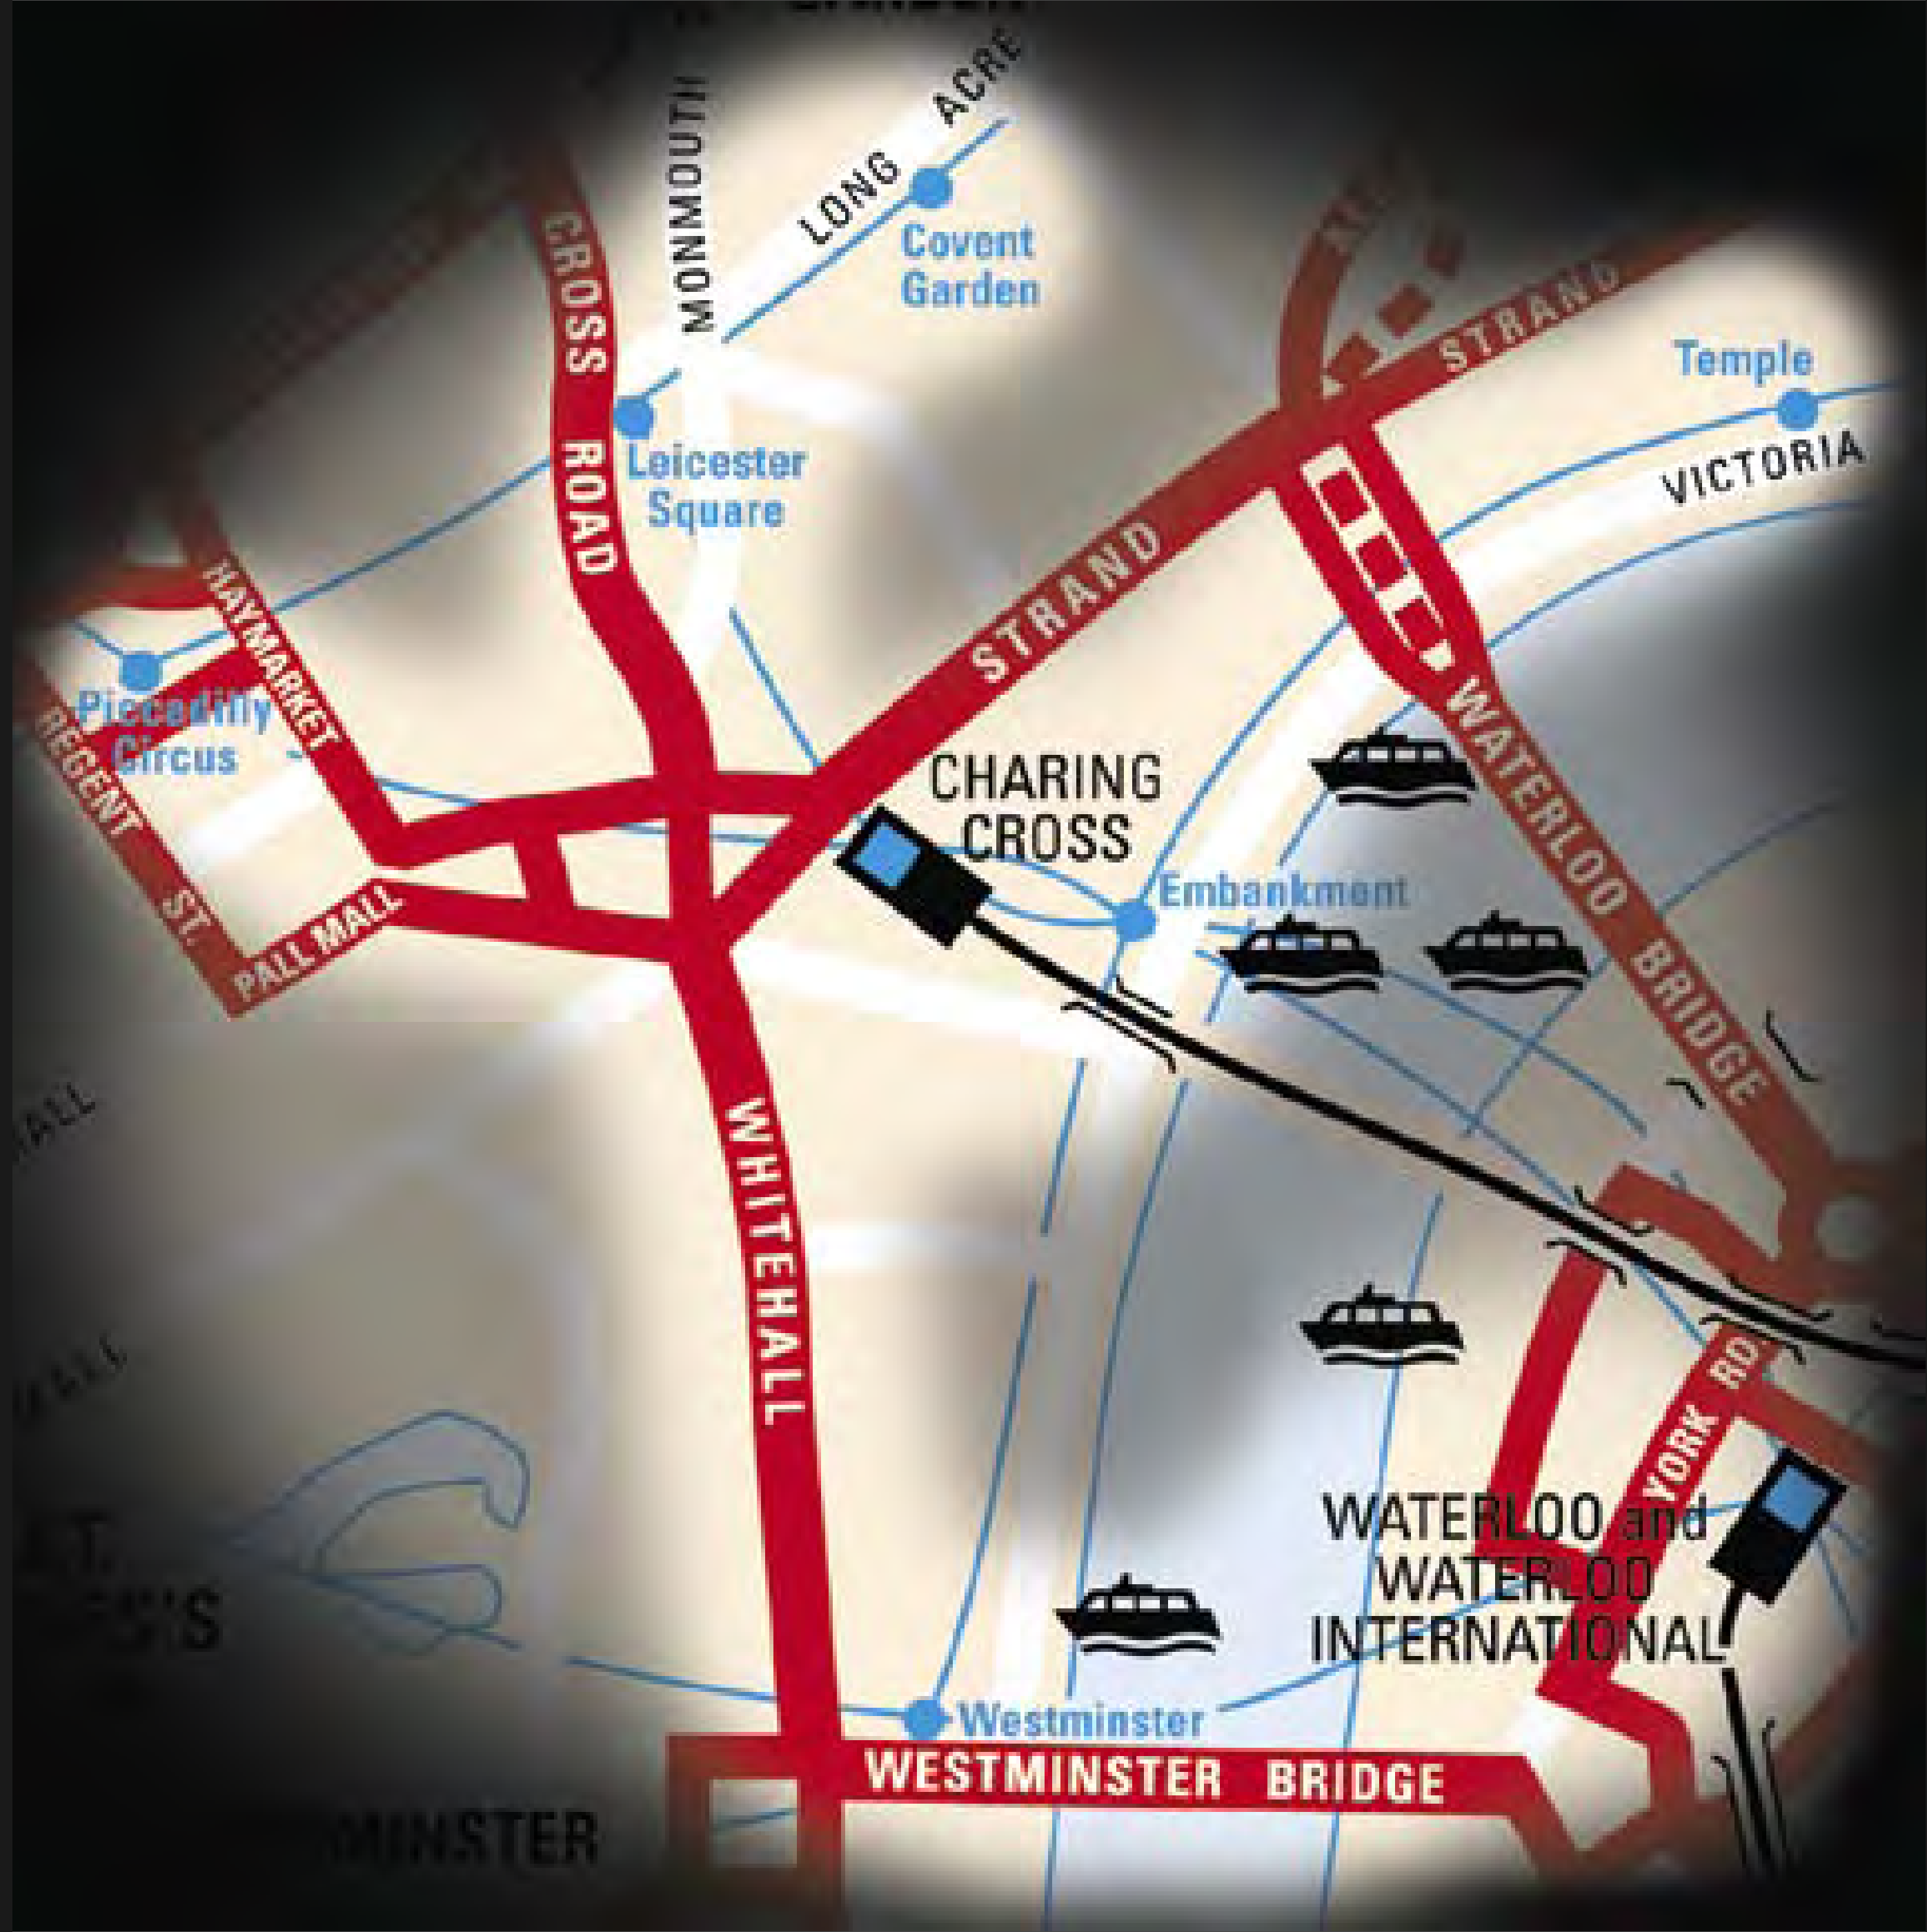 MONMOUTH
LONG ACRE
Covent
Garden
CROSS ROAD
Leicester
Square
STRAND
Temple
VICTORIA
HAYMARKET
Piccadilly
Circus
REGENT ST.
PALL MALL
STRAND
CHARING
CROSS
Embankment
WATERLOO BRIDGE
WHITEHALL
YORK RD
WATERLOO and
WATERLOO
INTERNATIONAL
Westminster
WESTMINSTER BRIDGE
MINSTER